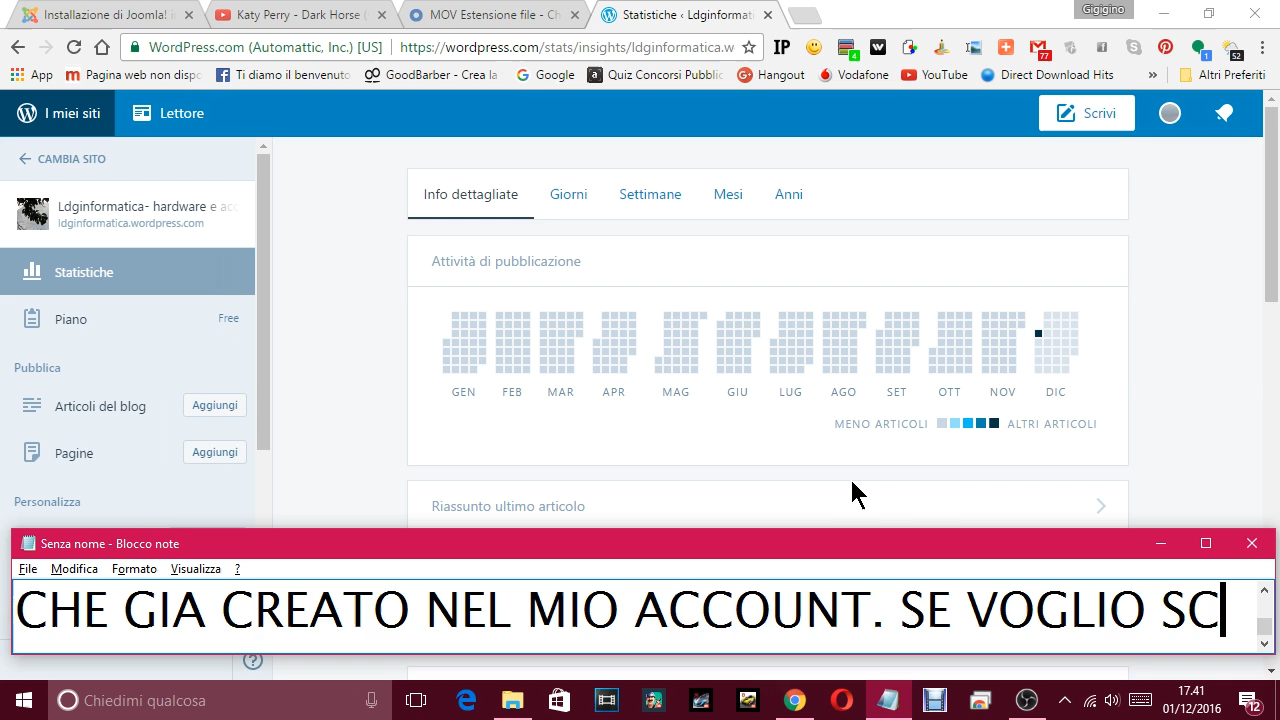 Installazione di Joomla! i
Katy Perry - Dark Horse (
MOV Estensione file - Ch
Statistiche ‹ Ldginformati
Gigigino
WordPress.com (Automattic, Inc.) [US]
https://wordpress.com/stats/insights/ldginformatica.w
IP
4
77
1
52
App
Pagina web non dispo
Ti diamo il benvenuto
GoodBarber - Crea la
Google
Quiz Concorsi Pubblic
Hangout
Vodafone
YouTube
Direct Download Hits
»
Altri Preferiti
I miei siti
Lettore
Scrivi
CAMBIA SITO
Ldginformatica- hardware e acc
ldginformatica.wordpress.com
Statistiche
Piano
Free
Pubblica
Articoli del blog
Aggiungi
Pagine
Aggiungi
Personalizza
Info dettagliate
Giorni
Settimane
Mesi
Anni
Attività di pubblicazione
GEN FEB MAR APR MAG GIU LUG AGO SET OTT NOV DIC
MENO ARTICOLI
ALTRI ARTICOLI
Riassunto ultimo articolo
Senza nome - Blocco note
File Modifica Formato Visualizza ?
CHE GIA CREATO NEL MIO ACCOUNT. SE VOGLIO SC
Chiedimi qualcosa
17.41
01/12/2016
12